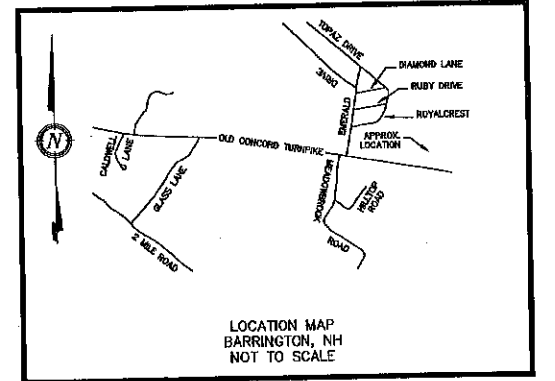 TOPAZ DRIVE
DIAMOND LANE
DRIVE
RUBY DRIVE
EMERALD
ROYALCREST
APPROX.
LOCATION
N
CALDWELL
LANE
OLD CONCORD TURNPIKE
GLASS LANE
MEADOWBROOK
HILLTOP
ROAD
2 MILE ROAD
ROAD
LOCATION MAP
BARRINGTON, NH
NOT TO SCALE